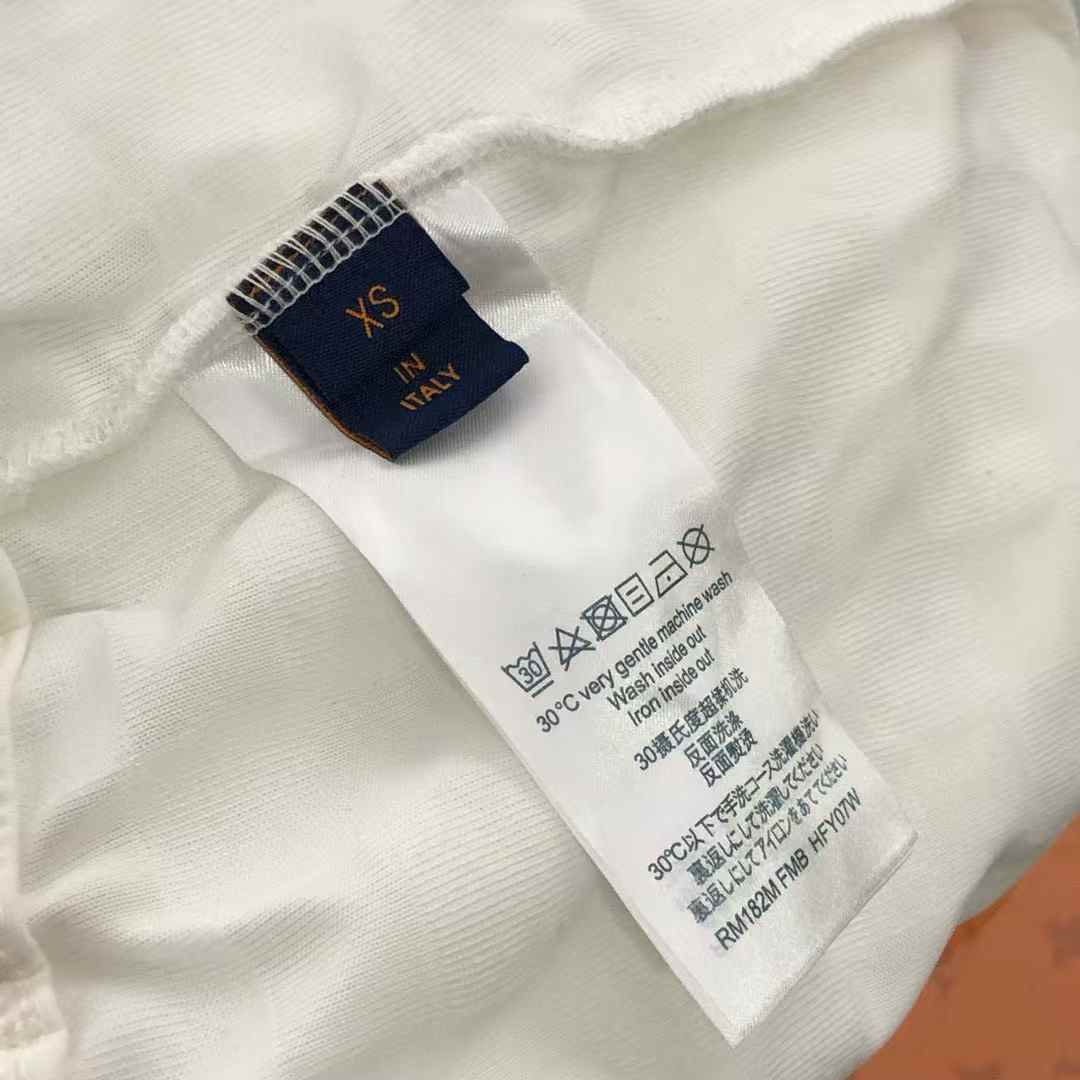 XS
IN
ITALY
30
30°C very gentle machine wash
Wash inside out
Iron inside out
30摄氏度超柔机洗
反面洗涤
反面熨烫
30℃以下で手洗コース洗濯機洗い
裏返しにして洗濯してください
裏返しにしてアイロンをあててください
RM182M FMB HFY07W